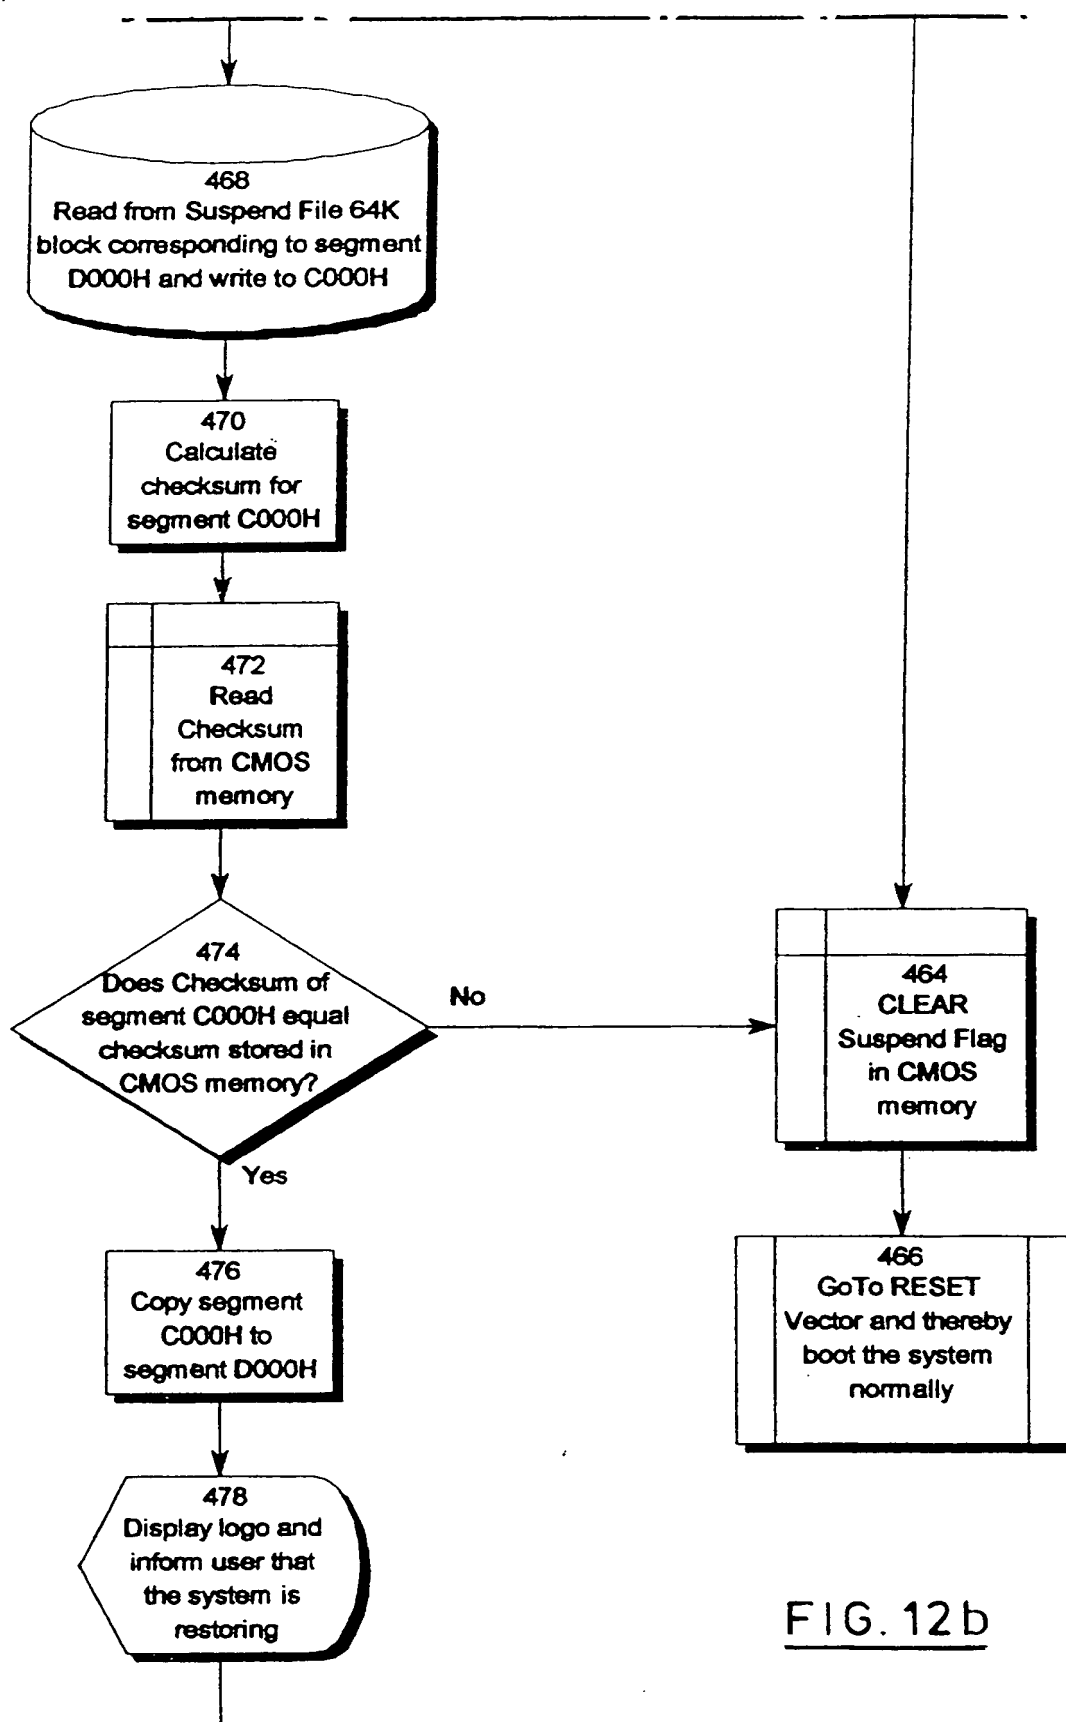 468
Read from Suspend File 64K
block corresponding to segment
D000H and write to C000H
470
Calculate
checksum for
segment C000H
472
Read
Checksum
from CMOS
memory
474
Does Checksum of
segment C000H equal
checksum stored in
CMOS memory?
No
Yes
464
CLEAR
Suspend Flag
in CMOS
memory
466
GoTo RESET
Vector and thereby
boot the system
normally
476
Copy segment
C000H to
segment D000H
478
Display logo and
inform user that
the system is
restoring
FIG. 12b